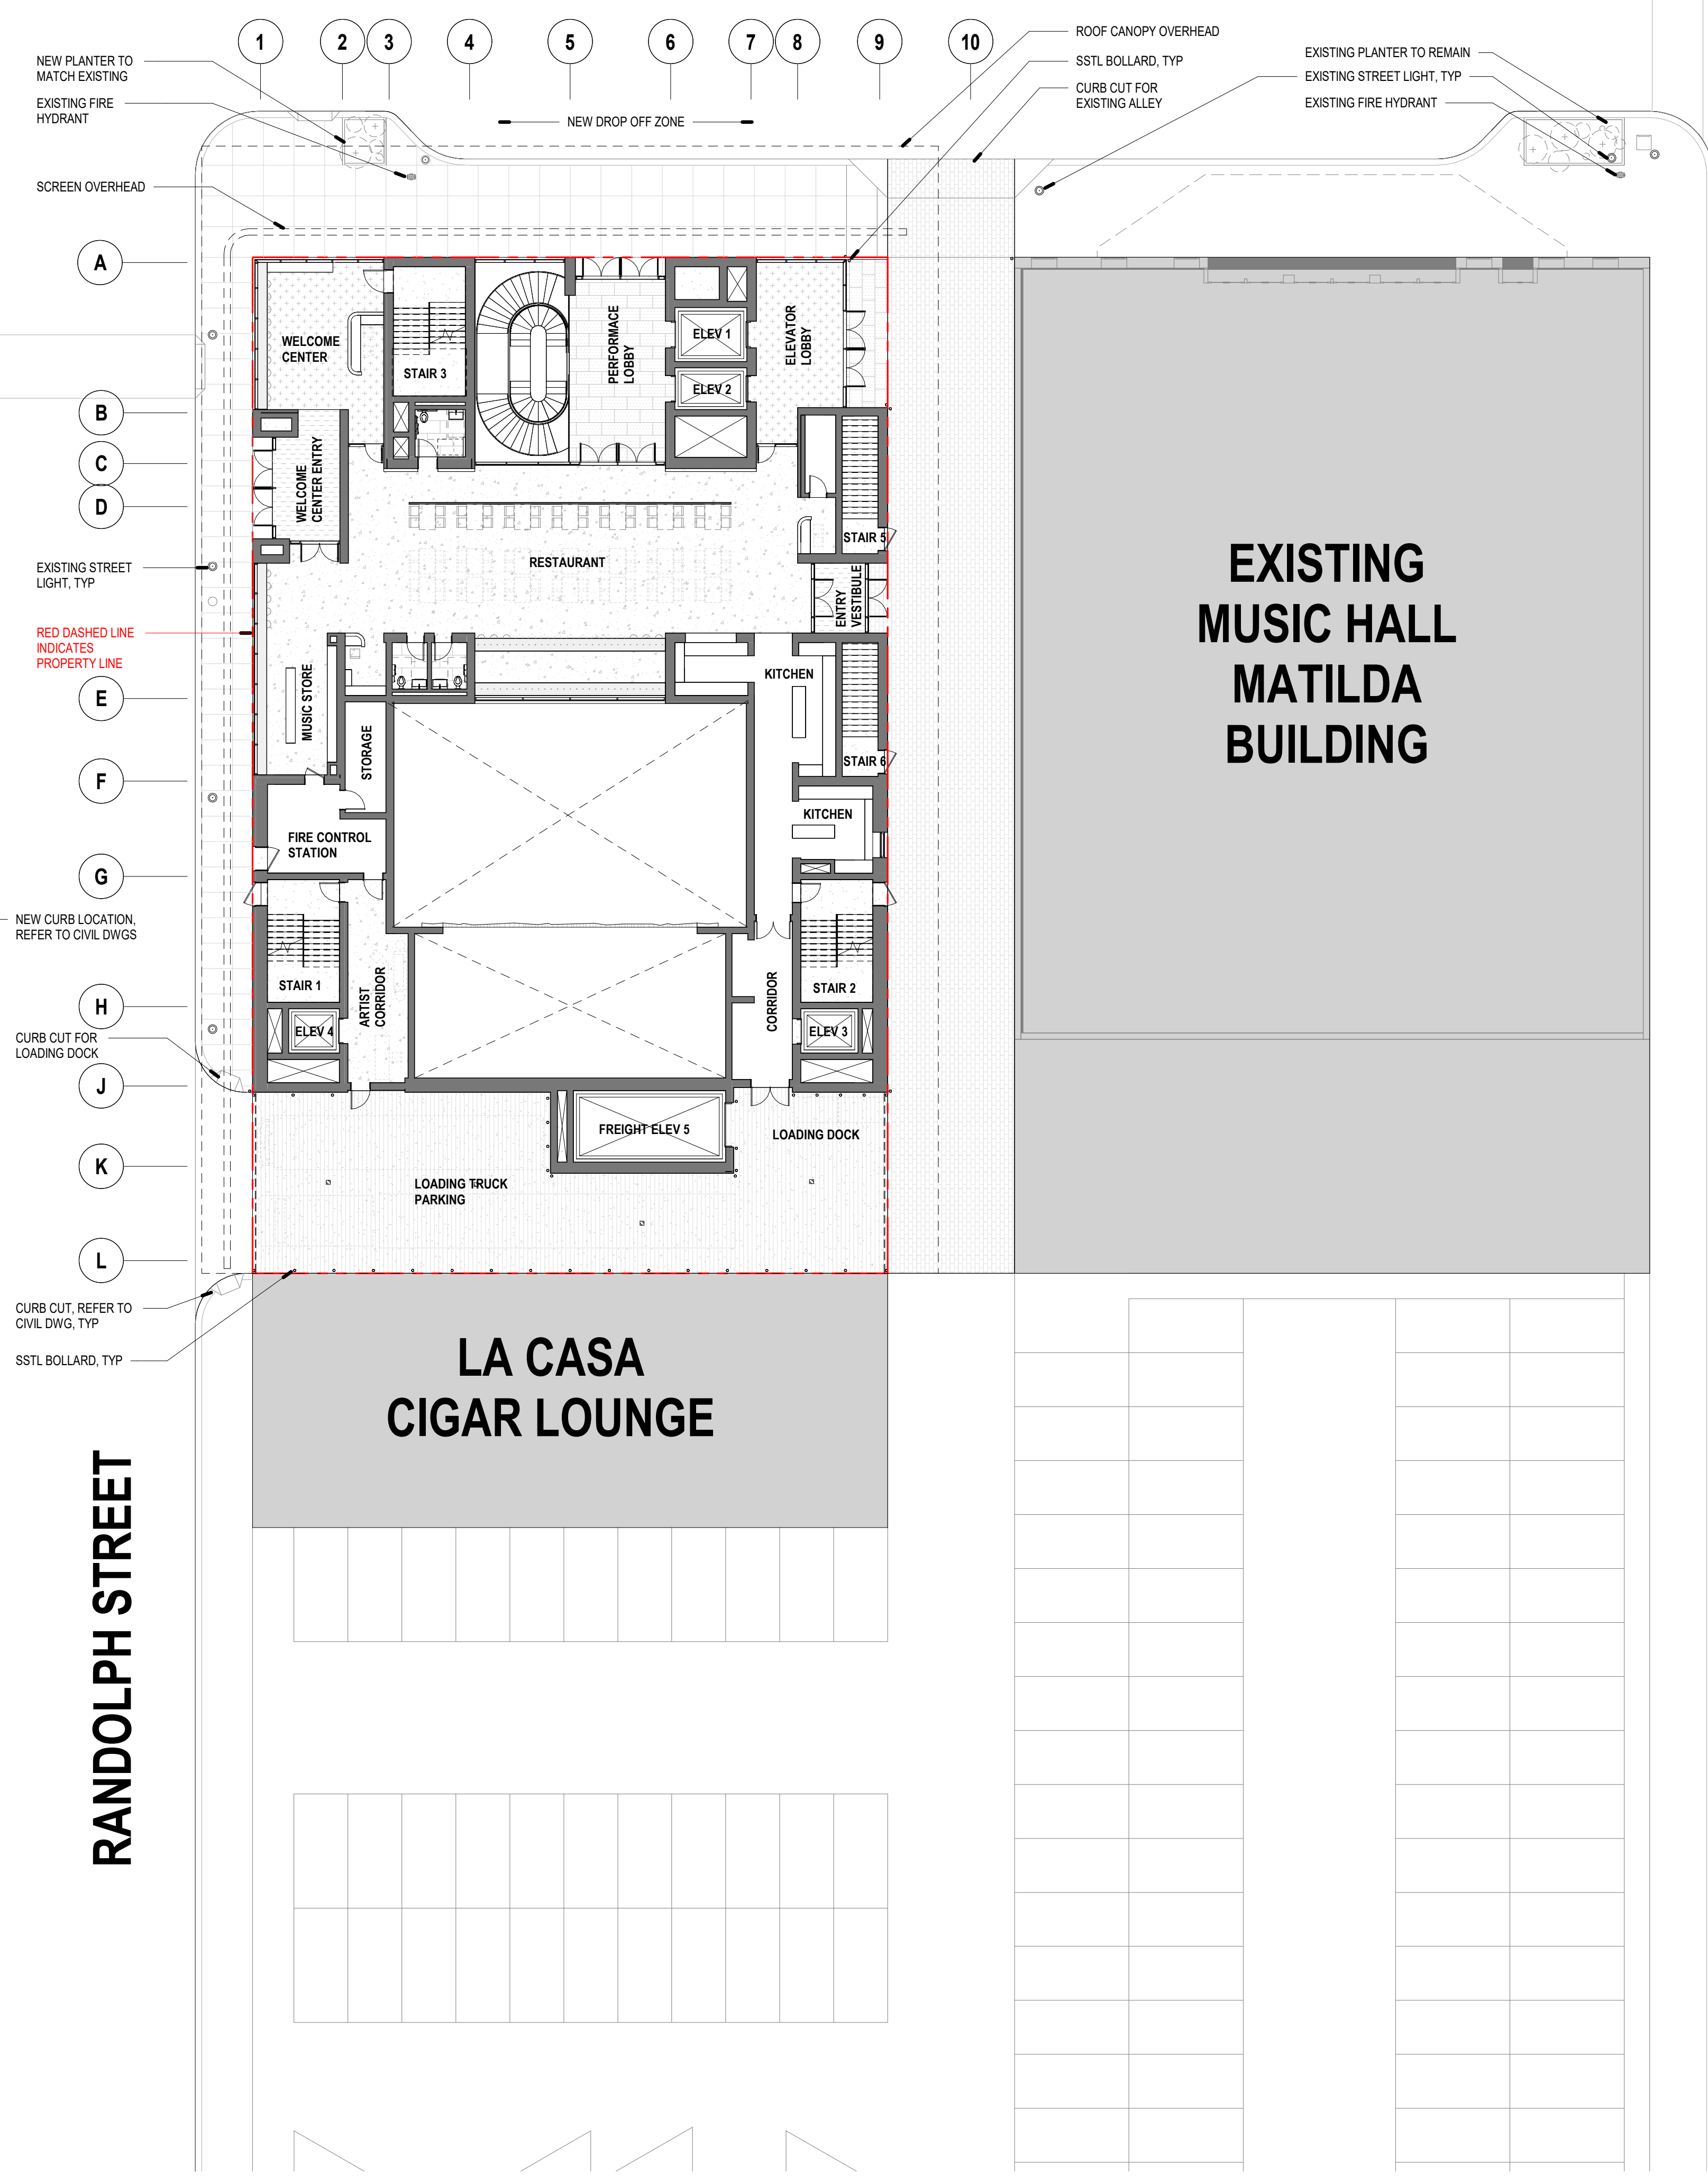 1
2
3
4
5
6
7
8
9
10
NEW PLANTER TO
MATCH EXISTING
EXISTING FIRE
HYDRANT
SCREEN OVERHEAD
NEW DROP OFF ZONE
ROOF CANOPY OVERHEAD
SSTL BOLLARD, TYP
CURB CUT FOR
EXISTING ALLEY
EXISTING PLANTER TO REMAIN
EXISTING STREET LIGHT, TYP
EXISTING FIRE HYDRANT
A
B
C
D
E
F
G
H
J
K
L
EXISTING STREET
LIGHT, TYP
RED DASHED LINE
INDICATES
PROPERTY LINE
NEW CURB LOCATION,
REFER TO CIVIL DWGS
CURB CUT FOR
LOADING DOCK
CURB CUT, REFER TO
CIVIL DWG, TYP
SSTL BOLLARD, TYP
WELCOME
CENTER
STAIR 3
PERFORMACE
LOBBY
ELEV 1
ELEV 2
ELEVATOR
LOBBY
WELCOME
CENTER ENTRY
STAIR 5
RESTAURANT
ENTRY
VESTIBULE
MUSIC STORE
STORAGE
KITCHEN
STAIR 6
KITCHEN
FIRE CONTROL
STATION
STAIR 1
ARTIST
CORRIDOR
ELEV 4
CORRIDOR
STAIR 2
ELEV 3
FREIGHT ELEV 5
LOADING DOCK
LOADING TRUCK
PARKING
EXISTING
MUSIC HALL
MATILDA
BUILDING
LA CASA
CIGAR LOUNGE
RANDOLPH STREET